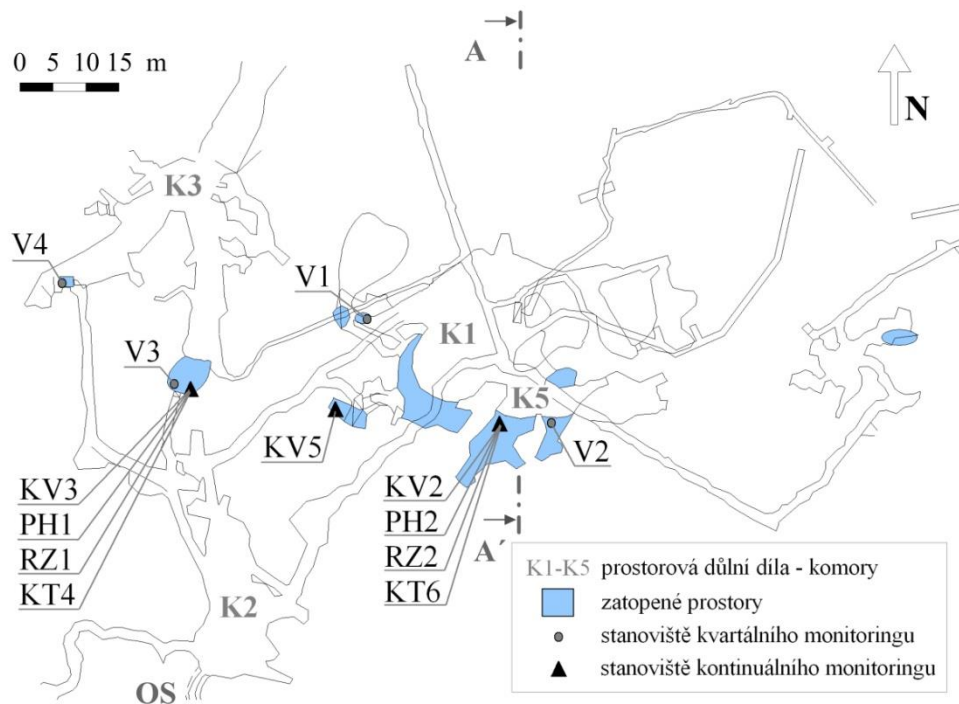 A
0 5 10 15 m
N
K3
V4
V1
K1
V3
K5
KV5
V2
KV3
PH1
RZ1
KT4
KV2
PH2
RZ2
KT6
A´
K2
OS
K1-K5 prostorová důlní díla - komory
zatopené prostory
stanoviště kvartálního monitoringu
stanoviště kontinuálního monitoringu